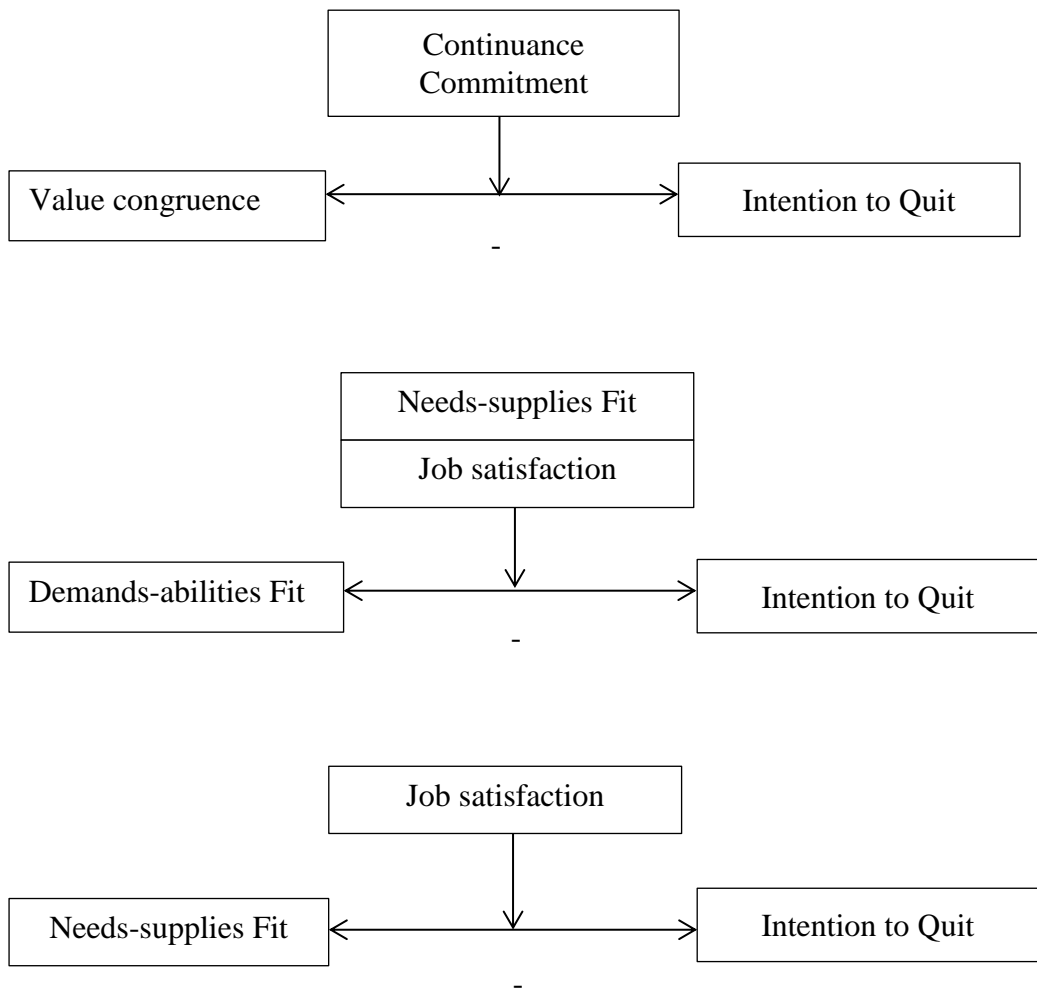 Continuance
Commitment
Value congruence
Intention to Quit
-
Needs-supplies Fit
Job satisfaction
Demands-abilities Fit
Intention to Quit
-
Job satisfaction
Needs-supplies Fit
Intention to Quit
-